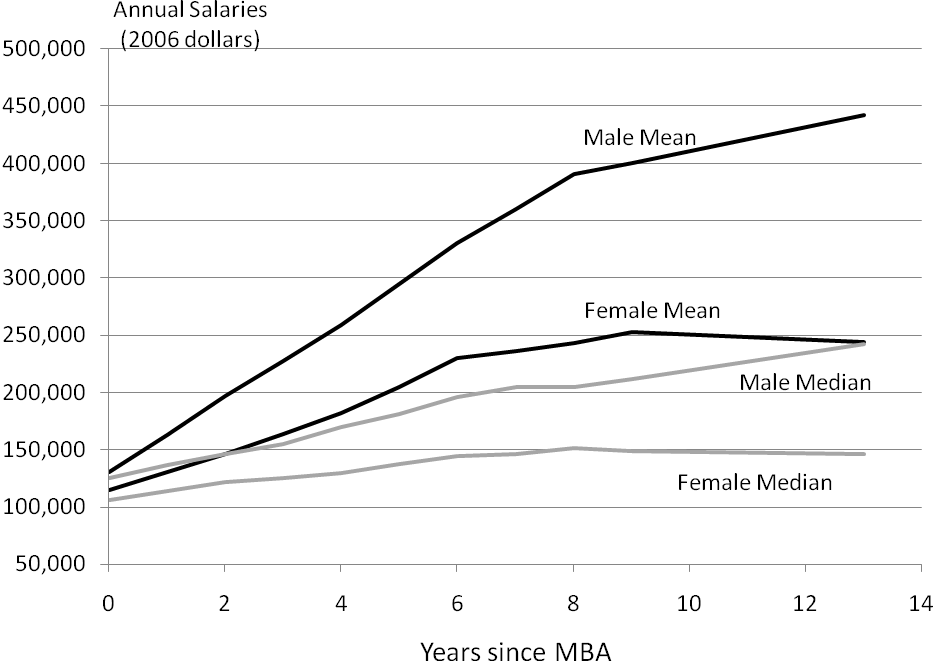 Annual Salaries
(2006 dollars)
500,000
450,000
Male Mean
400,000
350,000
300,000
Female Mean
250,000
Male Median
200,000
150,000
Female Median
100,000
50,000
0 2 4 6 8 10 12 14
Years since MBA